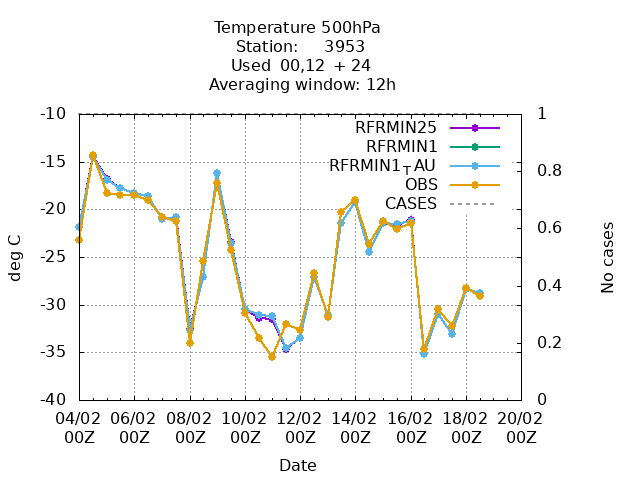 Temperature 500hPa
Station: 3953
Used 00,12 + 24
Averaging window: 12h
RFRMIN25
RFRMIN1
RFRMIN1TAU
OBS
CASES
-10
-15
-20
-25
-30
-35
-40
deg C
1
0.8
0.6
0.4
0.2
0
No cases
04/02 06/02 08/02 10/02 12/02 14/02 16/02 18/02 20/02
00Z 00Z 00Z 00Z 00Z 00Z 00Z 00Z 00Z
Date